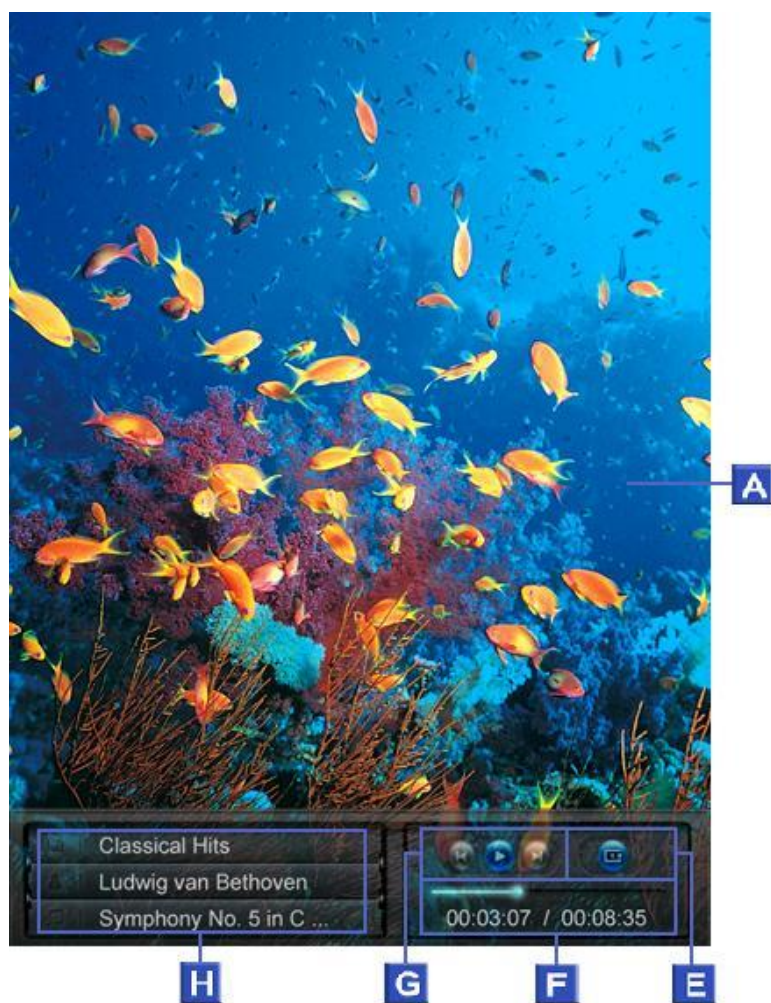 A
Classical Hits
Ludwig van Bethoven
Symphony No. 5 in C ...
00:03:07 / 00:08:35
H
G
F
E